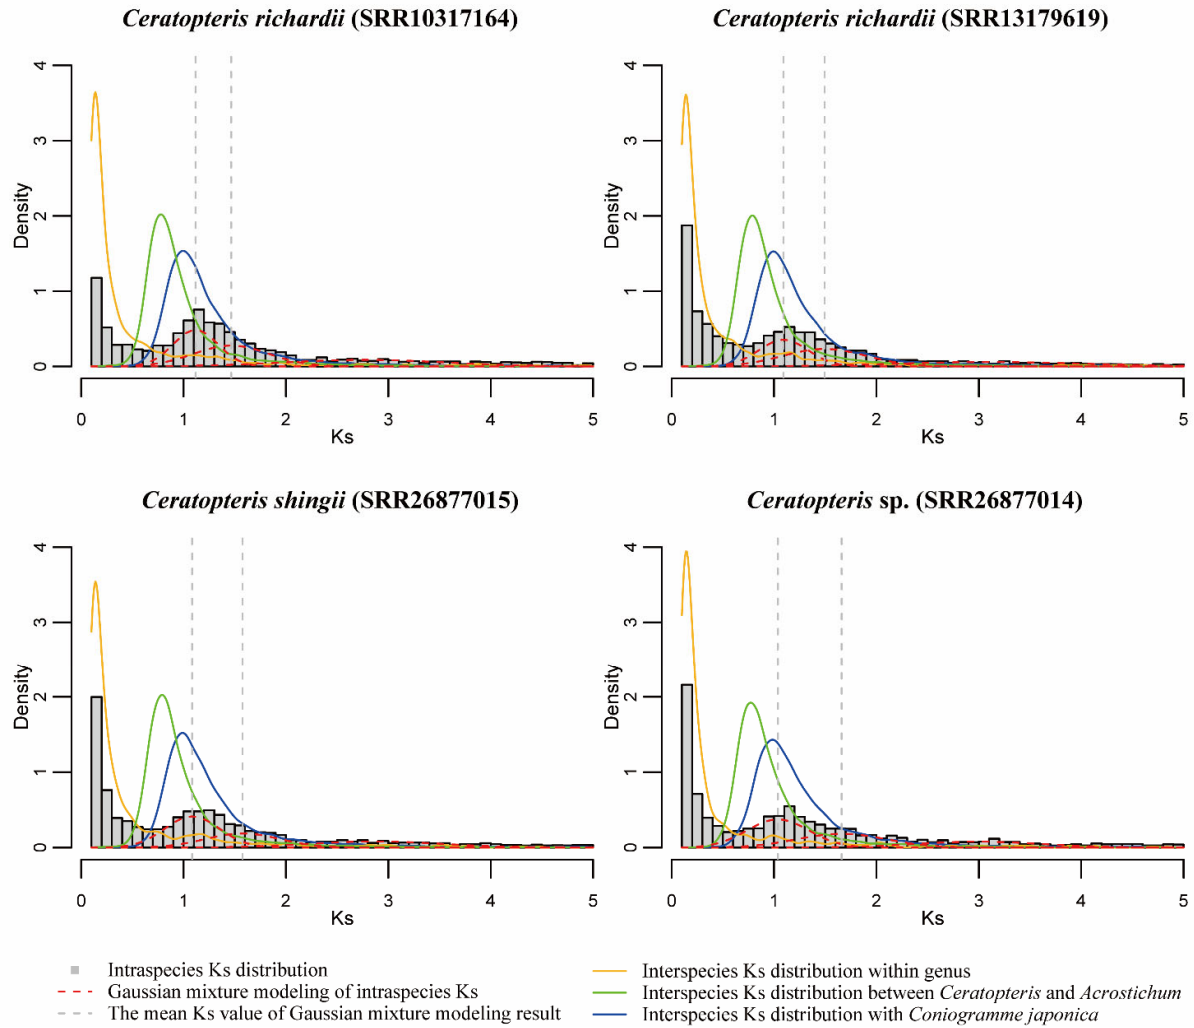 Ceratopteris richardii (SRR10317164)
Density
0 1 2 3 4
0 1 2 3 4 5
Ks
Ceratopteris richardii (SRR13179619)
Density
0 1 2 3 4
0 1 2 3 4 5
Ks
Ceratopteris shingii (SRR26877015)
Density
0 1 2 3 4
0 1 2 3 4 5
Ks
Ceratopteris sp. (SRR26877014)
Density
0 1 2 3 4
0 1 2 3 4 5
Ks
Intraspecies Ks distribution
Gaussian mixture modeling of intraspecies Ks
The mean Ks value of Gaussian mixture modeling result
Interspecies Ks distribution within genus
Interspecies Ks distribution between Ceratopteris and Acrostichum
Interspecies Ks distribution with Coniogramme japonica